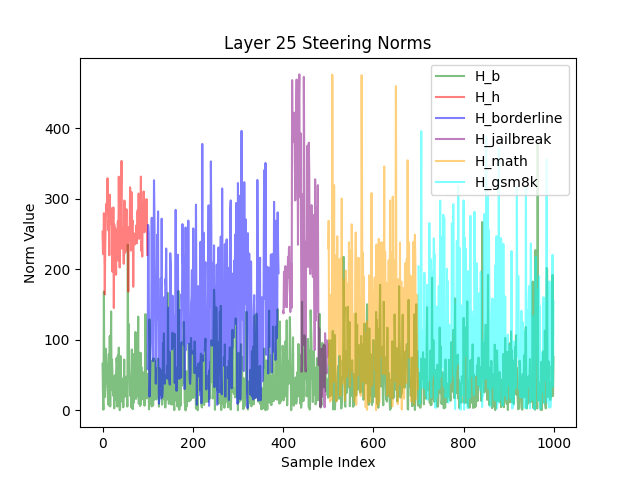 Layer 25 Steering Norms
H_b
H_h
H_borderline
H_jailbreak
H_math
H_gsm8k
400
300
200
100
0
Norm Value
0
200
400
600
800
1000
Sample Index